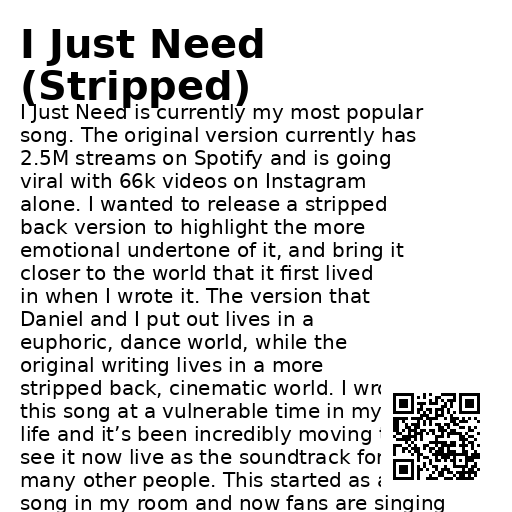 I Just Need
(Stripped)
I Just Need is currently my most popular
song. The original version currently has
2.5M streams on Spotify and is going
viral with 66k videos on Instagram
alone. I wanted to release a stripped
back version to highlight the more
emotional undertone of it, and bring it
closer to the world that it first lived
in when I wrote it. The version that
Daniel and I put out lives in a
euphoric, dance world, while the
original writing lives in a more
stripped back, cinematic world. I
this song at a vulnerable time in my
life and it’s been incredibly moving
see it now live as the soundtrack for
many other people. This started as
song in my room and now fans are singing